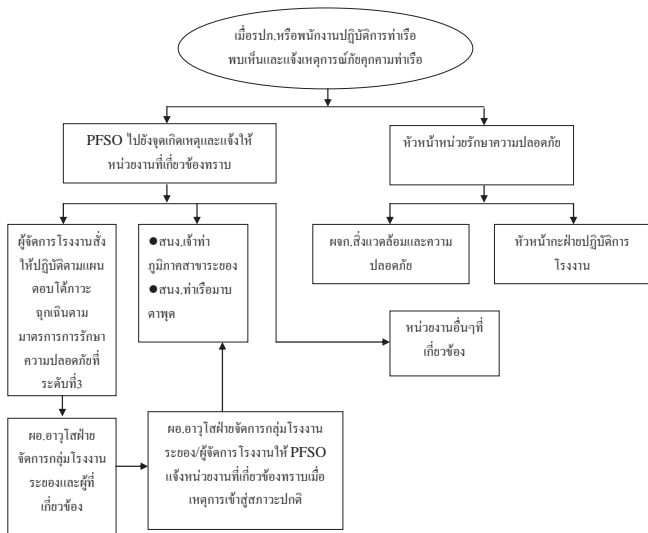 เมื่อรปภ.หรือพนักงานปฏิบัติการท่าเรือ
พบเห็นและแจ้งเหตุการณ์ภัยคุกคามท่าเรือ
PFSO ไปยังจุดเกิดเหตุและแจ้งให้
หน่วยงานที่เกี่ยวข้องทราบ
หัวหน้าหน่วยรักษาความปลอดภัย
ผู้จัดการโรงงานสั่ง
ให้ปฏิบัติตามแผน
ตอบโต้ภาวะ
ฉุกเฉินตาม
มาตรการการรักษา
ความปลอดภัยที่
ระดับที่3
●สนง.เจ้าท่า
ภูมิภาคสาขาระยอง
●สนง.ท่าเรือมาบ
ตาพุด
ผจก.สิ่งแวดล้อมและความ
ปลอดภัย
หัวหน้ากะฝ่ายปฏิบัติการ
โรงงาน
หน่วยงานอื่นๆที่
เกี่ยวข้อง
ผอ.อาวุโสฝ่าย
จัดการกลุ่มโรงงาน
ระยองและผู้ที่
เกี่ยวข้อง
ผอ.อาวุโสฝ่ายจัดการกลุ่มโรงงาน
ระยอง/ผู้จัดการโรงงานให้ PFSO
แจ้งหน่วยงานที่เกี่ยวข้องทราบเมื่อ
เหตุการเข้าสู่สภาวะปกติ